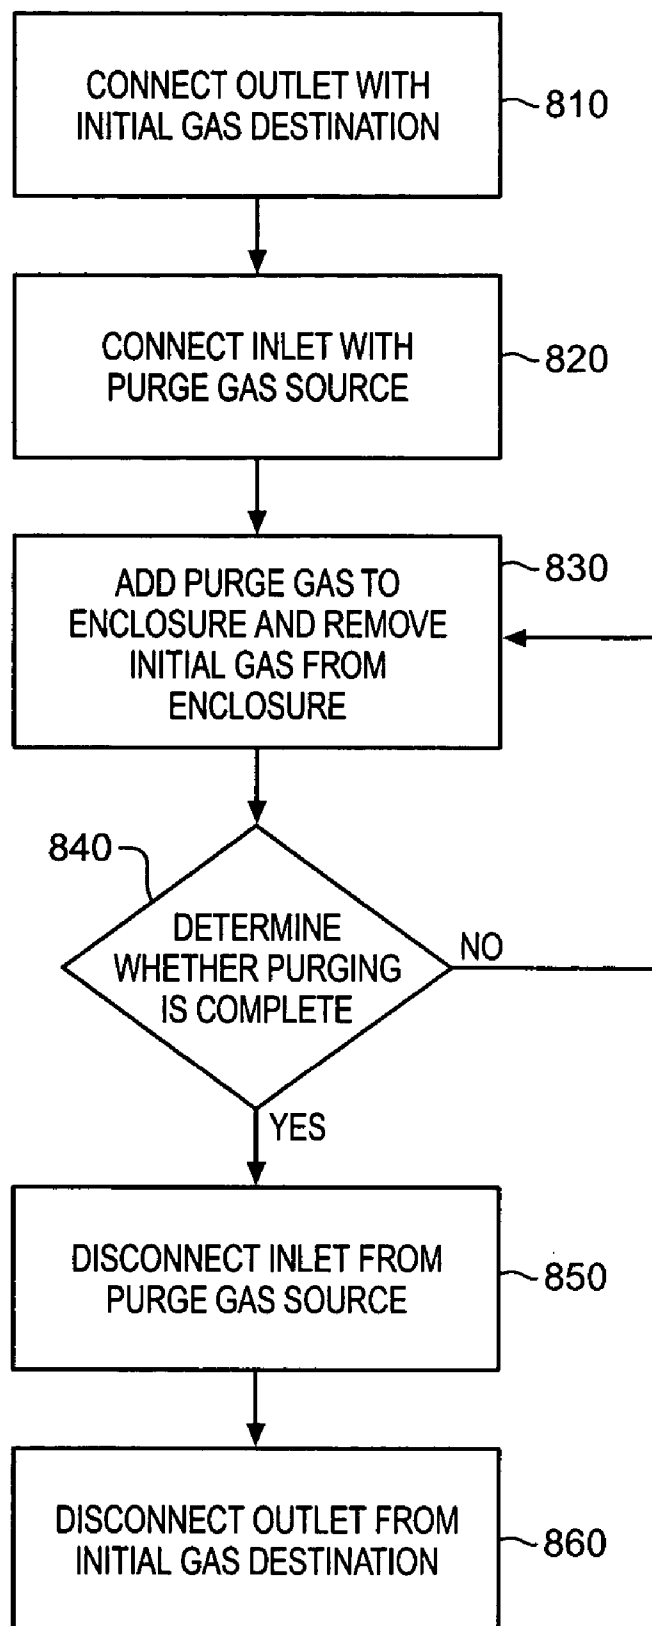 CONNECT OUTLET WITH
INITIAL GAS DESTINATION
810
CONNECT INLET WITH
PURGE GAS SOURCE
820
ADD PURGE GAS TO
ENCLOSURE AND REMOVE
INITIAL GAS FROM
ENCLOSURE
830
840
DETERMINE
WHETHER PURGING
IS COMPLETE
NO
YES
DISCONNECT INLET FROM
PURGE GAS SOURCE
850
DISCONNECT OUTLET FROM
INITIAL GAS DESTINATION
860